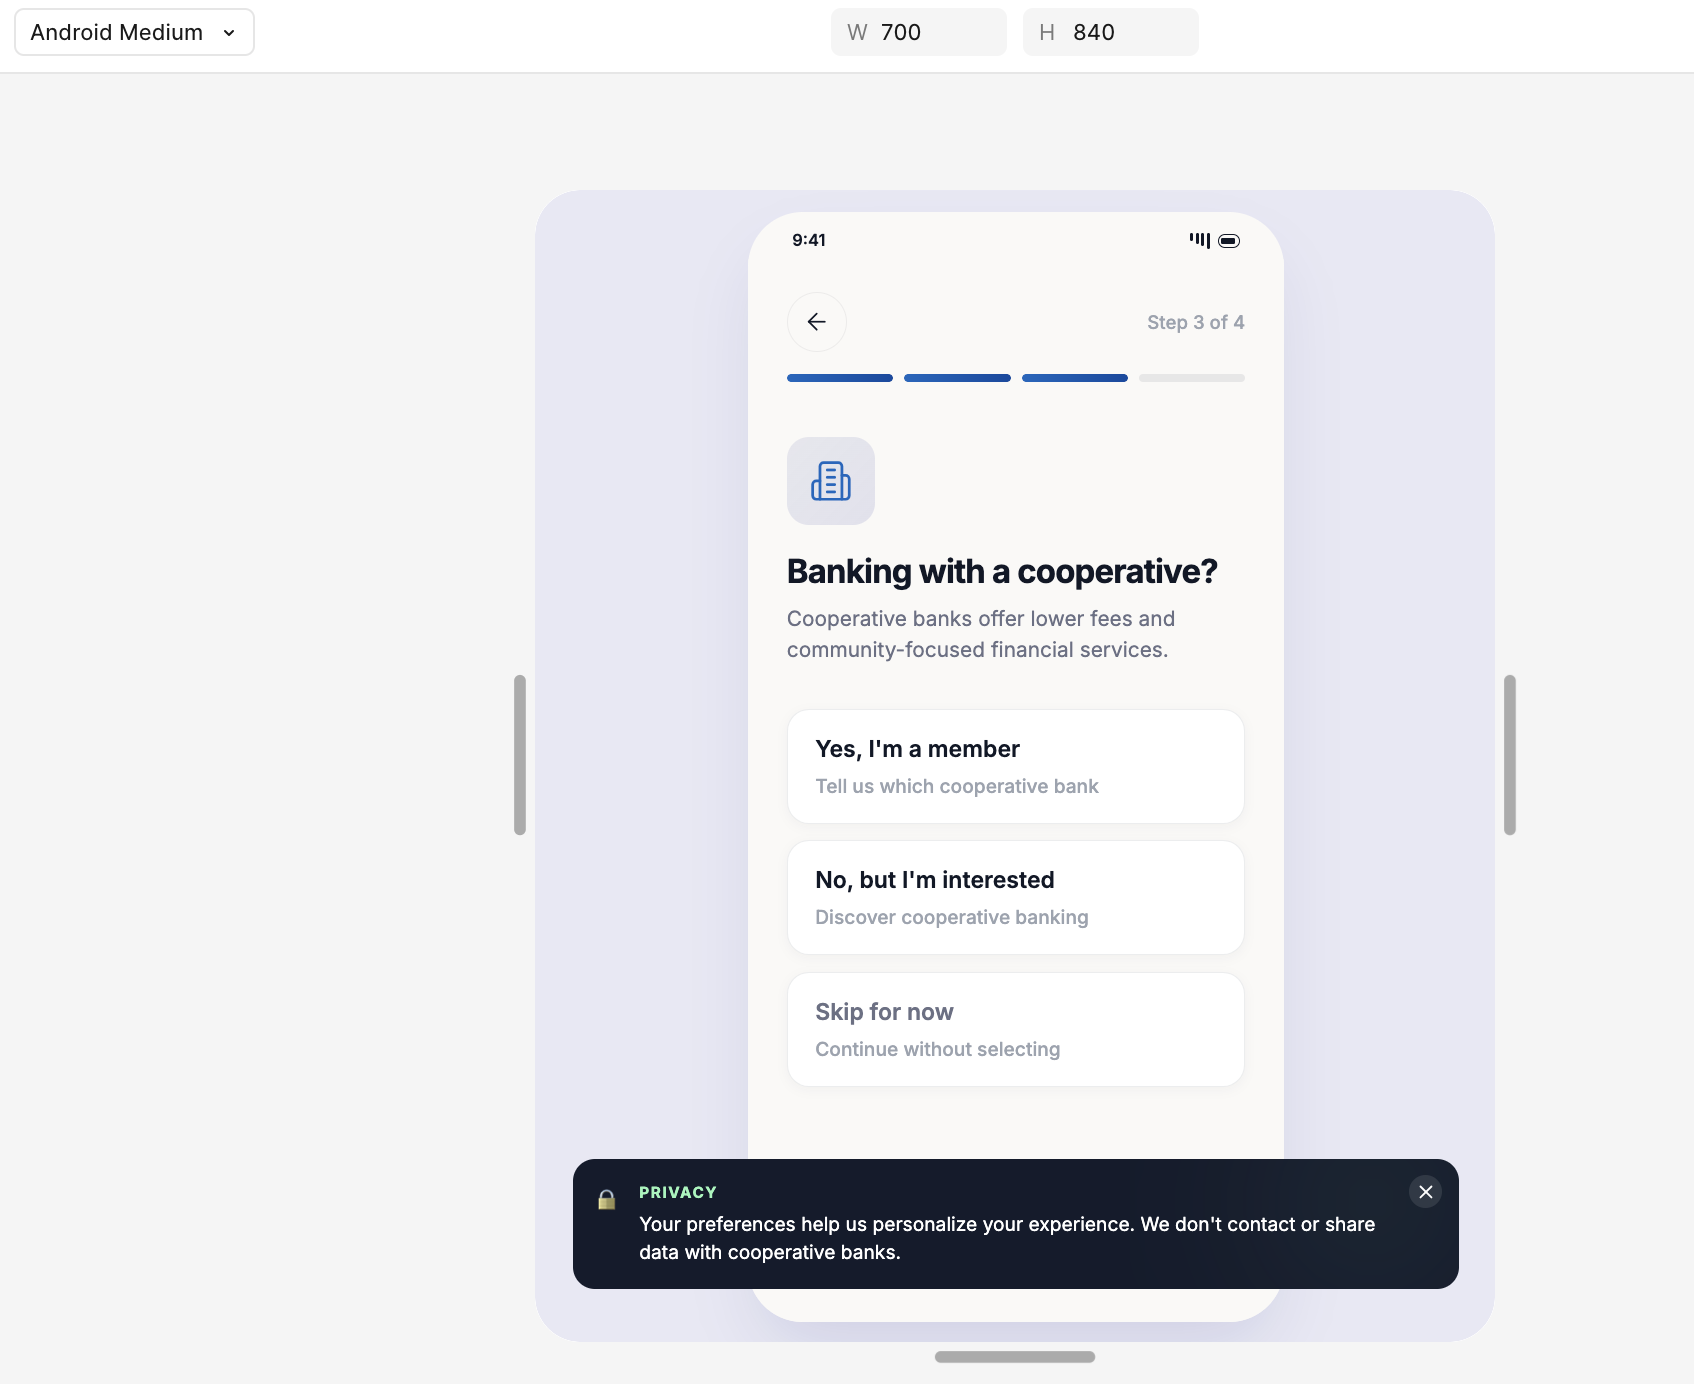 Android Medium
W 700
H 840
9:41
Step 3 of 4
Banking with a cooperative?
Cooperative banks offer lower fees and
community-focused financial services.
Yes, I'm a member
Tell us which cooperative bank
No, but I'm interested
Discover cooperative banking
Skip for now
Continue without selecting
PRIVACY
Your preferences help us personalize your experience. We don't contact or share
data with cooperative banks.